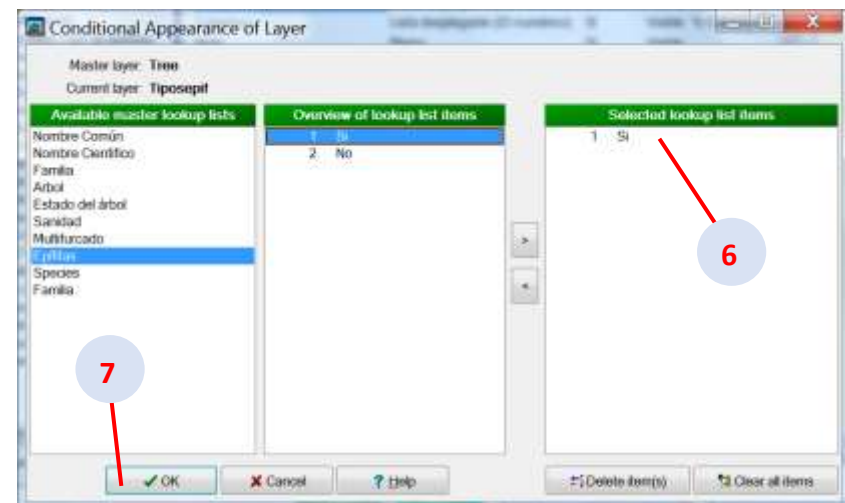 Conditional Appearance of Layer
Master layer: Tree
Current layer: Tiposepif
Available master lookup lists
Nombre Común
Nombre Científico
Familia
Arbol
Estado del árbol
Sanidad
Multifurcado
Epífitas
Species
Familia
Overview of lookup list items
1 Si
2 No
>
<
Selected lookup list items
1 Si
6
7
OK
Cancel
? Help
Delete item(s)
Clear all items